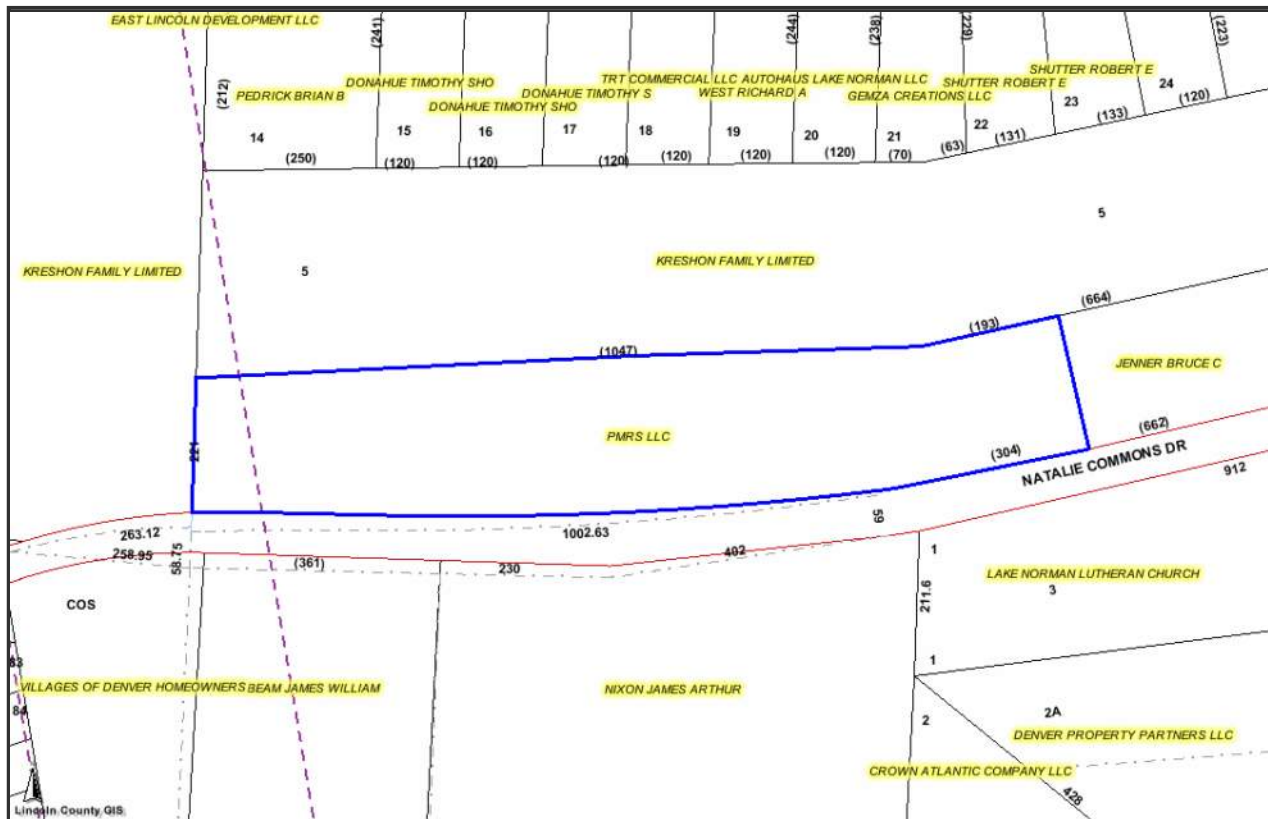 EAST LINCOLN DEVELOPMENT LLC
(241)
(244)
(238)
(226)
(223)
(212)
PEDRICK BRIAN B
DONAHUE TIMOTHY SHO
DONAHUE TIMOTHY SHO
DONAHUE TIMOTHY S
TRT COMMERCIAL LLC
AUTOHAUS LAKE NORMAN LLC
WEST RICHARD A
GEMZA CREATIONS LLC
SHUTTER ROBERT E
SHUTTER ROBERT E
14
15
16
17
18
19
20
21
22
23
24
(250)
(120)
(120)
(120)
(120)
(120)
(120)
(70)
(63)
(131)
(133)
(120)
KRESHON FAMILY LIMITED
5
KRESHON FAMILY LIMITED
5
(1047)
(193)
(664)
JENNER BRUCE C
221
PMRS LLC
(304)
(662)
NATALIE COMMONS DR
912
263.12
258.95
58.75
(361)
230
1002.63
402
59
1
LAKE NORMAN LUTHERAN CHURCH
3
211.6
1
COS
83
84
VILLAGES OF DENVER HOMEOWNERS
BEAM JAMES WILLIAM
NIXON JAMES ARTHUR
2
2A
DENVER PROPERTY PARTNERS LLC
CROWN ATLANTIC COMPANY LLC
428
Lincoln County GIS